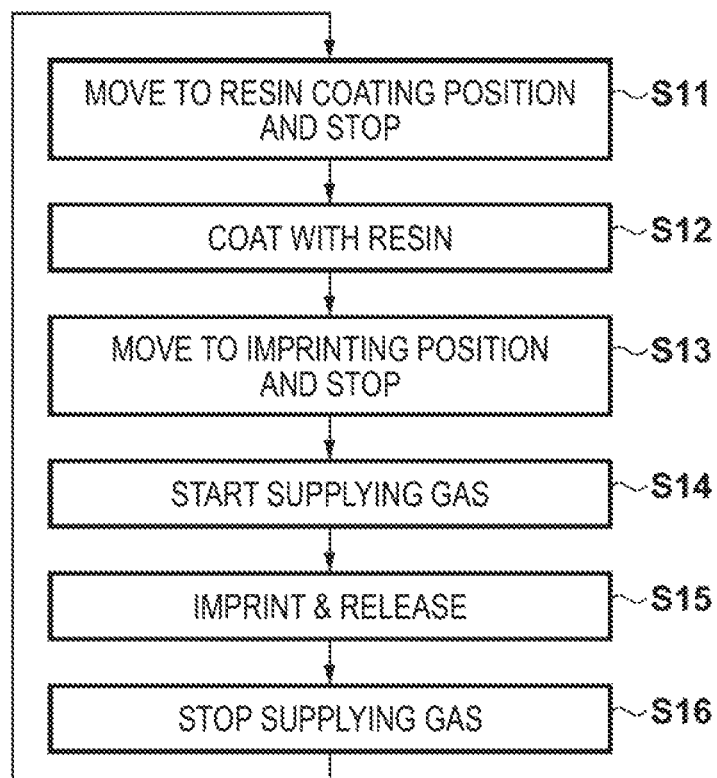 MOVE TO RESIN COATING POSITION
AND STOP
S11
COAT WITH RESIN
S12
MOVE TO IMPRINTING POSITION
AND STOP
S13
START SUPPLYING GAS
S14
IMPRINT & RELEASE
S15
STOP SUPPLYING GAS
S16